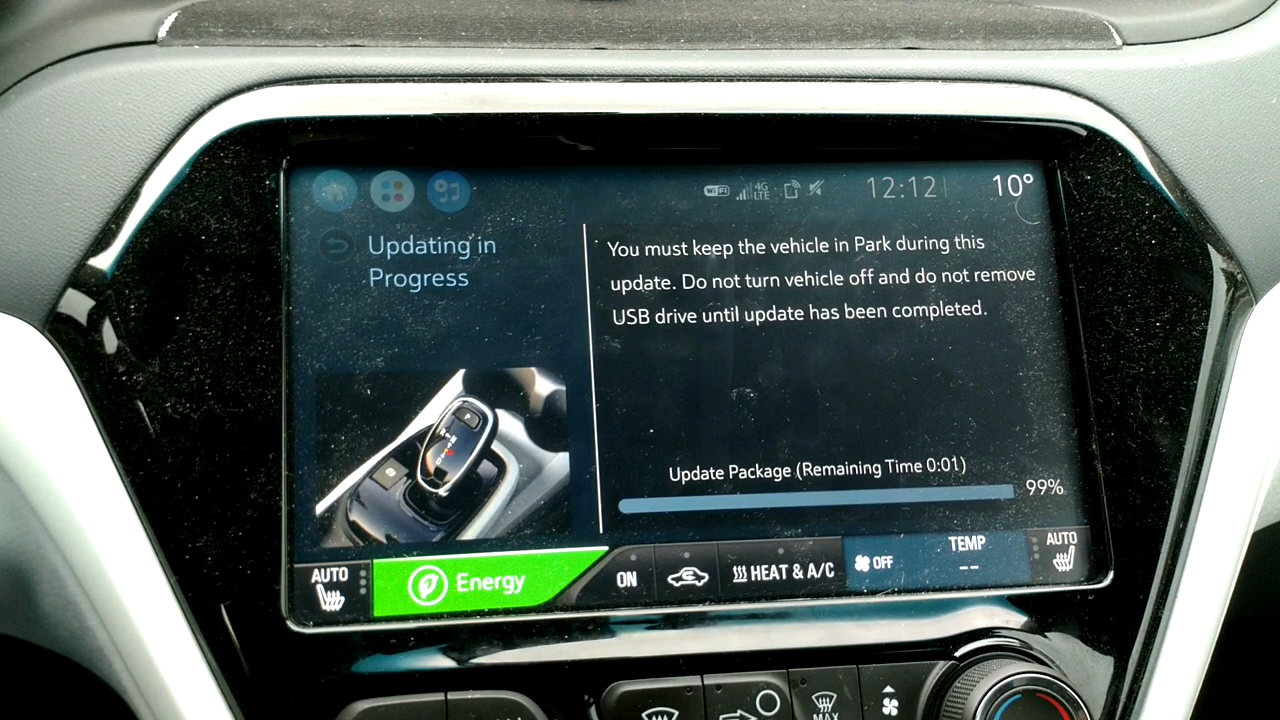 WiFi
4G
LTE
12:12
10°
Updating in
Progress
You must keep the vehicle in Park during this
update. Do not turn vehicle off and do not remove
USB drive until update has been completed.
P
Update Package (Remaining Time 0:01)
99%
AUTO
Energy
ON
HEAT & A/C
OFF
TEMP
--
AUTO
MAX